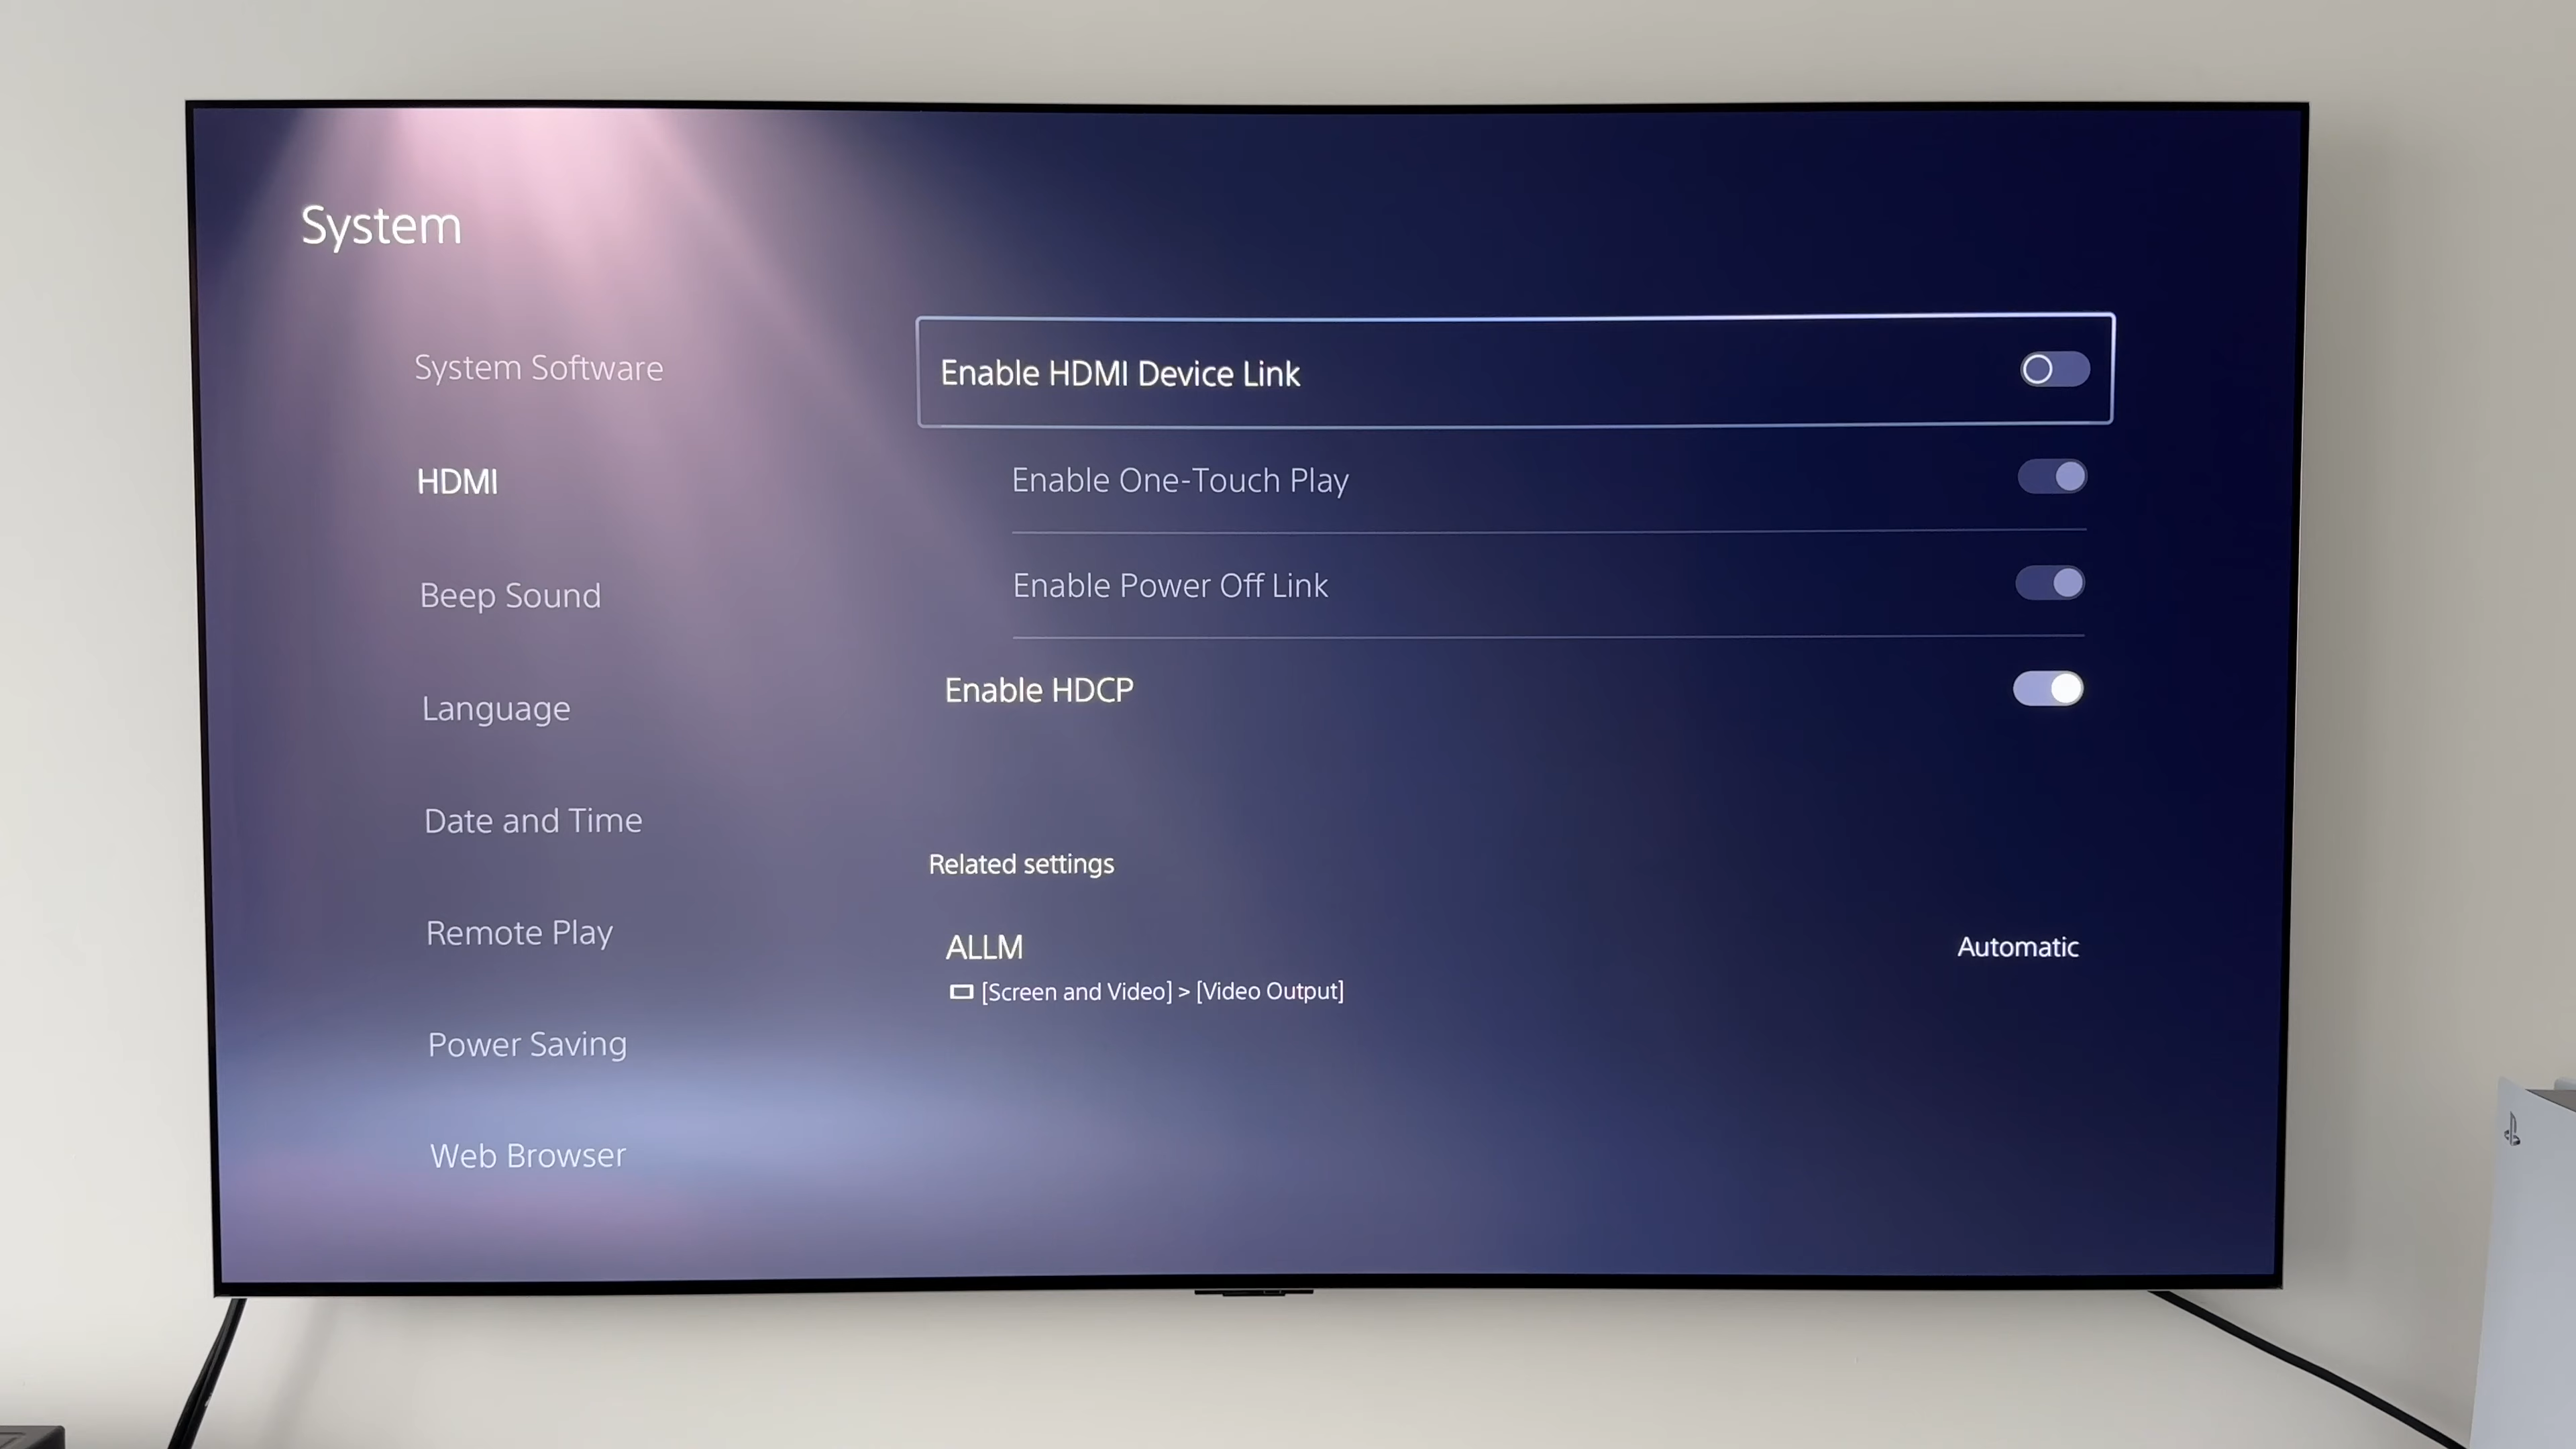 System
System Software
HDMI
Beep Sound
Language
Date and Time
Remote Play
Power Saving
Web Browser
Enable HDMI Device Link
Enable One-Touch Play
Enable Power Off Link
Enable HDCP
Related settings
ALLM Automatic
[Screen and Video] > [Video Output]